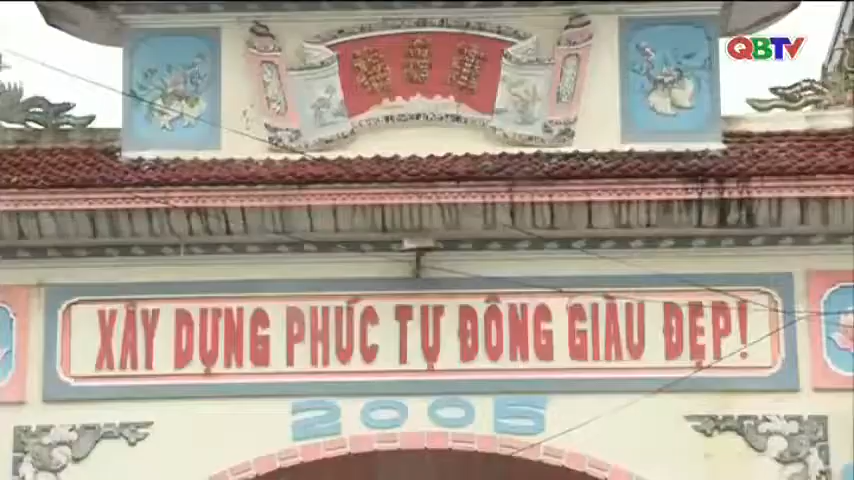 QBTV
XÂY DỰNG PHÚC TỰ ĐÔNG GIÀU ĐẸP!
2005